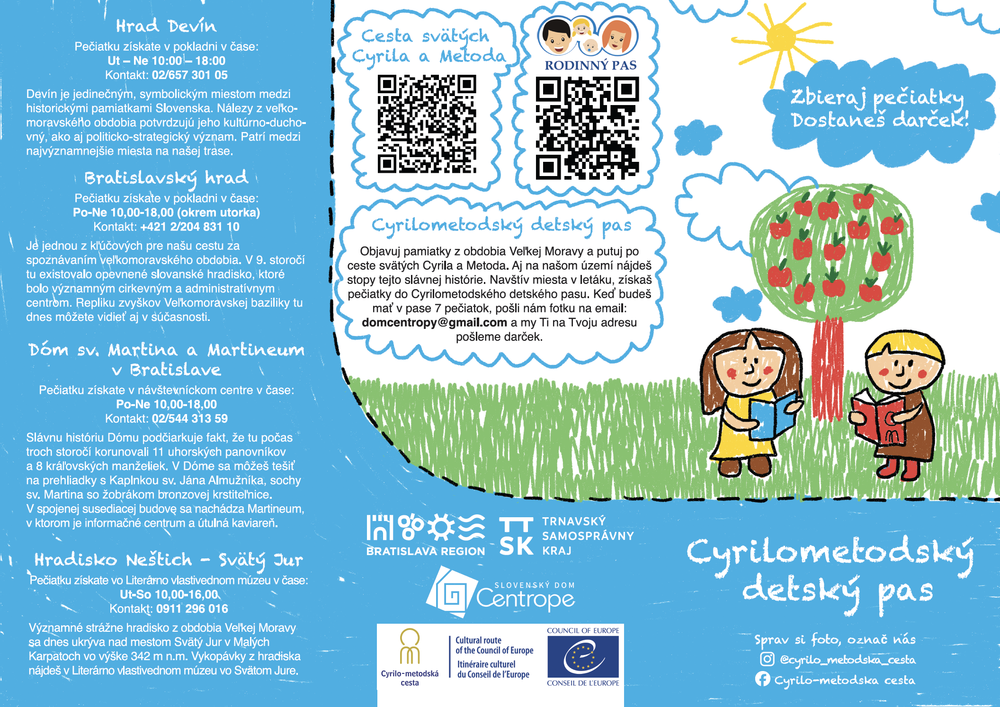 Hrad Devín
Pečiatku získate v pokladni v čase:
Ut – Ne 10:00 – 18:00
Kontakt: 02/657 301 05
Devín je jedinečným, symbolickým miestom medzi
historickými pamiatkami Slovenska. Nálezy z veľko-
moravského obdobia potvrdzujú jeho kultúrno-ducho-
vný, ako aj politicko-strategický význam. Patrí medzi
najvýznamnejšie miesta na našej trase.
Bratislavský hrad
Pečiatku získate v pokladni v čase:
Po-Ne 10,00-18,00 (okrem utorka)
Kontakt: +421 2/204 831 10
Je jednou z kľúčových pre našu cestu za
spoznávaním veľkomoravského obdobia. V 9. storočí
tu existovalo opevnené slovanské hradisko, ktoré
bolo významným cirkevným a administratívnym
centrom. Repliku zvyškov Veľkomoravskej baziliky tu
dnes môžete vidieť aj v súčasnosti.
Dóm sv. Martina a Martineum
v Bratislave
Pečiatku získate v návštevníckom centre v čase:
Po-Ne 10,00-18,00
Kontakt: 02/544 313 59
Slávnu históriu Dómu podčiarkuje fakt, že tu počas
troch storočí korunovali 11 uhorských panovníkov
a 8 kráľovských manželiek. V Dóme sa môžeš tešiť
na prehliadky s Kaplnkou sv. Jána Almužníka, sochy
sv. Martina so žobrákom bronzovej krstiteľnice.
V spojenej susediacej budove sa nachádza Martineum,
v ktorom je informačné centrum a útulná kaviareň.
Hradisko Neštich - Svätý Jur
Pečiatku získate vo Literárno vlastivednom múzeu v čase:
Ut-So 10,00-16,00
Kontakt: 0911 296 016
Významné strážne hradisko z obdobia Veľkej Moravy
sa dnes ukrýva nad mestom Svätý Jur v Malých
Karpatoch vo výške 342 m n.m. Vykopávky z hradiska
nájdeš v Literárno vlastivednom múzeu vo Svätom Jure.
Cesta svätých
Cyrila a Metoda
RODINNÝ PAS
Cyrilometodský detský pas
Objavuj pamiatky z obdobia Veľkej Moravy a putuj po
ceste svätých Cyrila a Metoda. Aj na našom území nájdeš
stopy tejto slávnej histórie. Navštív miesta v letáku, získaš
pečiatky do Cyrilometodského detského pasu. Keď budeš
mať v pase 7 pečiatok, pošli nám fotku na email:
domcentropy@gmail.com a my Ti na Tvoju adresu
pošleme darček.
BRATISLAVA REGION
TT
SK
TRNAVSKÝ
SAMOSPRÁVNY
KRAJ
SLOVENSKÝ DOM
Centrope
Cyrilo-metodská
cesta
Cultural route
of the Council of Europe
Itinéraire culturel
du Conseil de l'Europe
COUNCIL OF EUROPE
CONSEIL DE L'EUROPE
Zbieraj pečiatky
Dostaneš darček!
C
m
Cyrilometodský
detský pas
Sprav si foto, označ nás
@cyrilo_metodska_cesta
Cyrilo-metodska cesta